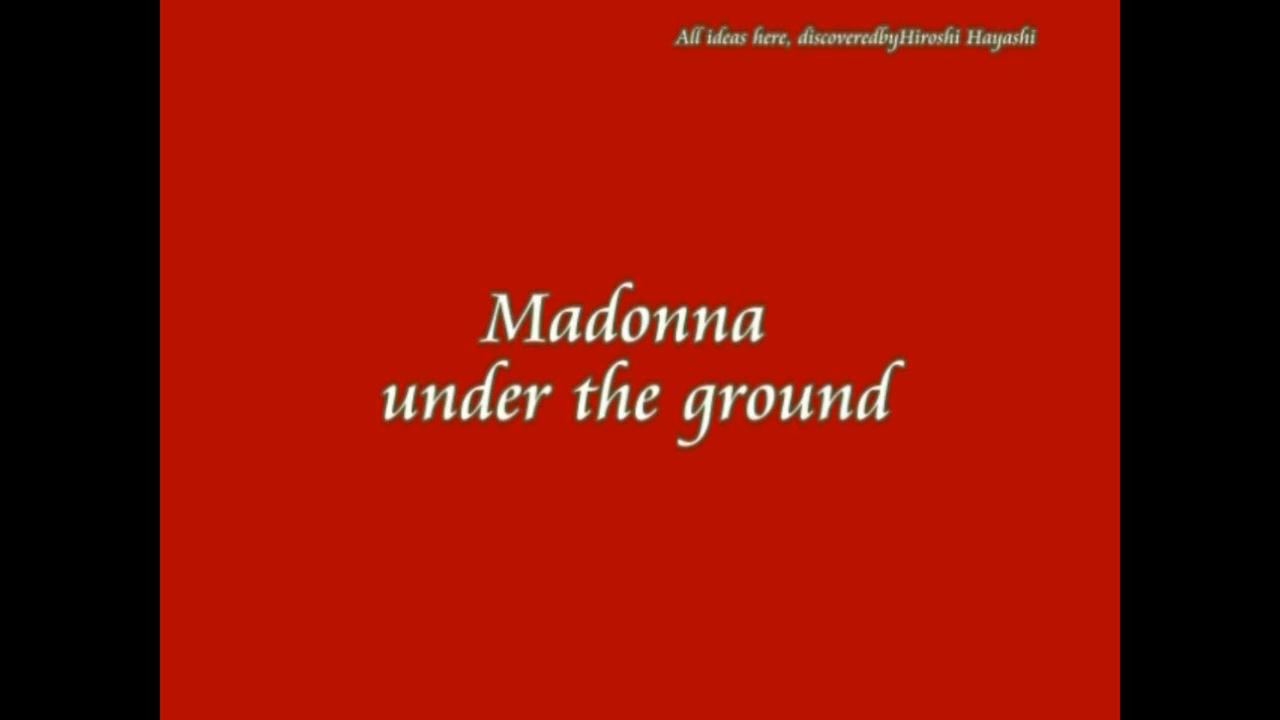 All ideas here, discoveredbyHiroshi Hayashi
Madonna
under the ground